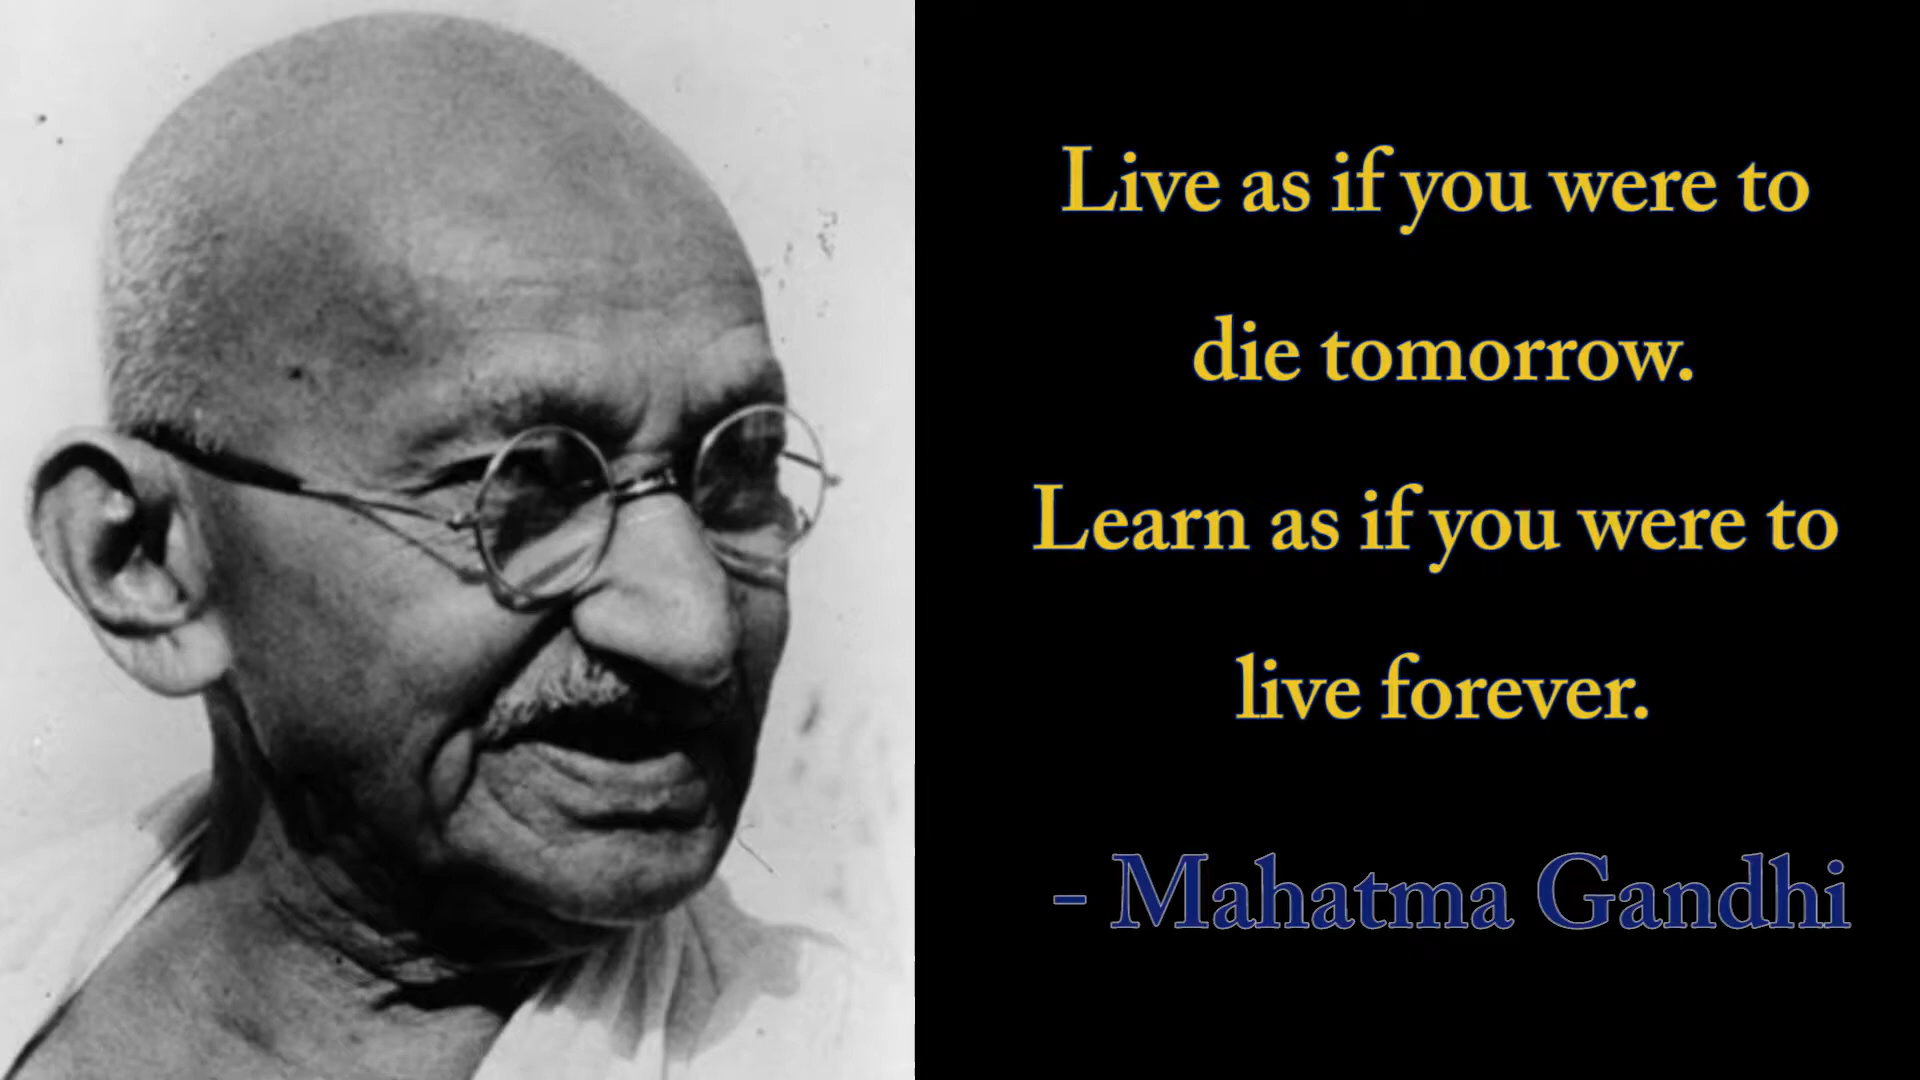 Live as if you were to
die tomorrow.
Learn as if you were to
live forever.
- Mahatma Gandhi